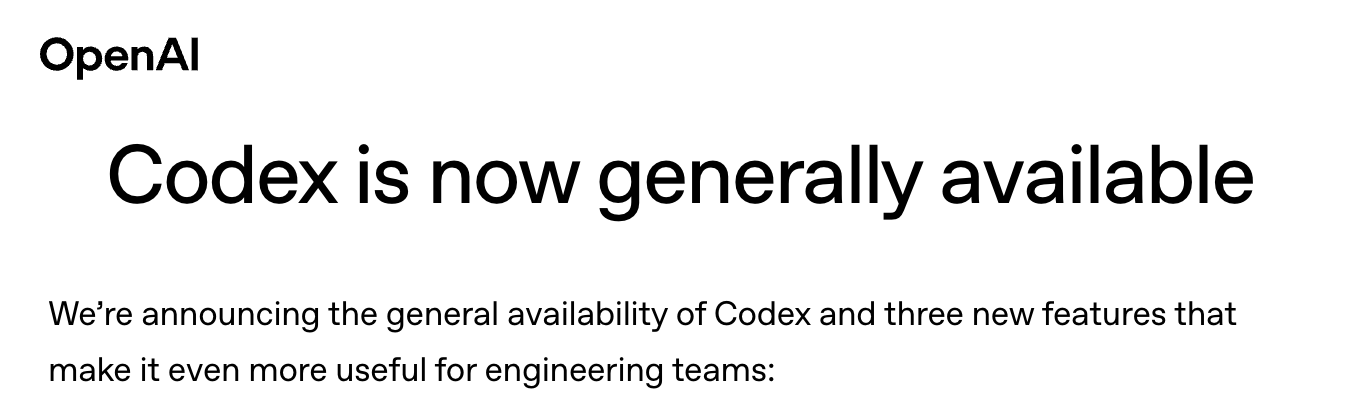 OpenAI
Codex is now generally available
We’re announcing the general availability of Codex and three new features that
make it even more useful for engineering teams: